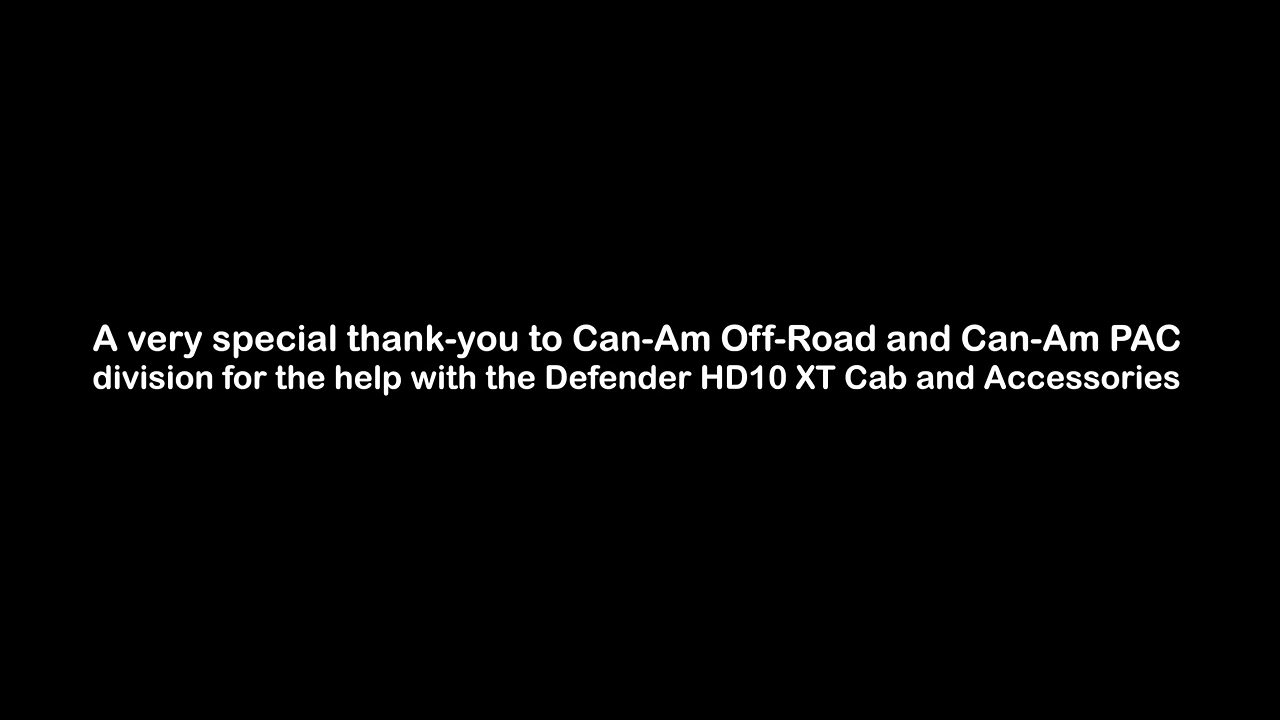 A very special thank-you to Can-Am Off-Road and Can-Am PAC
division for the help with the Defender HD10 XT Cab and Accessories